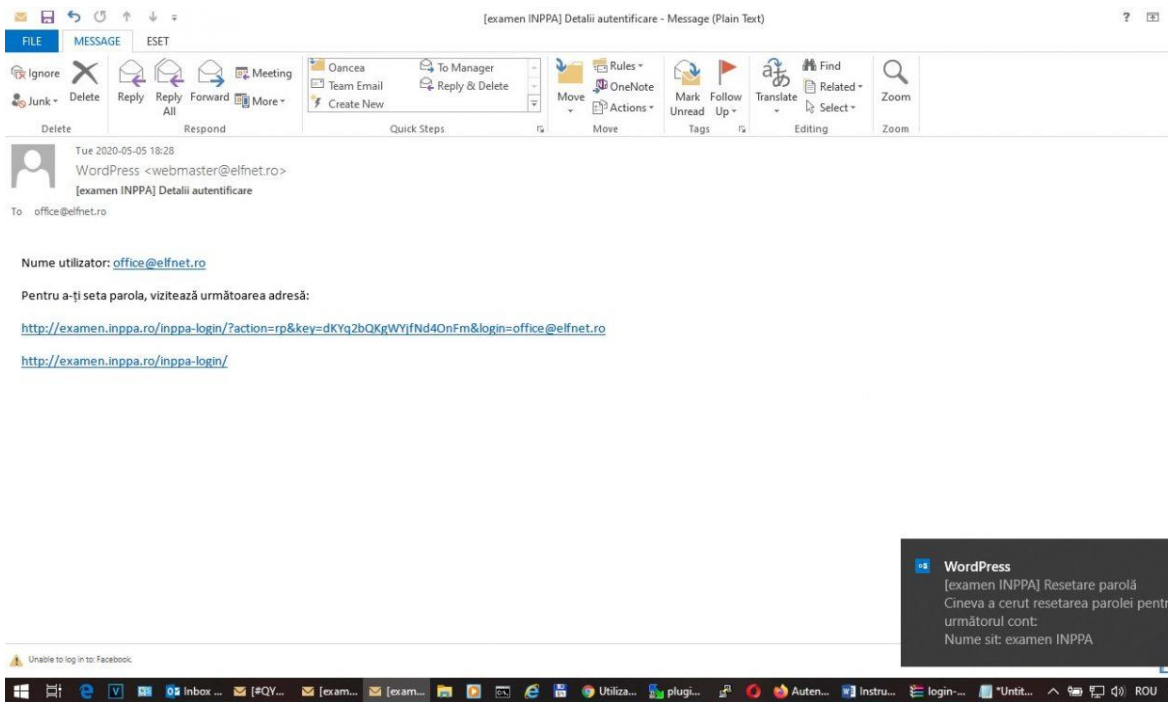 [examen INPPA] Detalii autentificare - Message (Plain Text)
?
FILE MESSAGE ESET
Ignore
Junk
Delete
Reply
Reply All
Forward
Meeting
More
Oancea
Team Email
Create New
To Manager
Reply & Delete
Move
Rules
OneNote
Actions
Mark Unread
Follow Up
Translate
Find
Related
Select
Zoom
Delete Respond Quick Steps Move Tags Editing Zoom
Tue 2020-05-05 18:28
WordPress <webmaster@elfnet.ro>
[examen INPPA] Detalii autentificare
To office@elfnet.ro
Nume utilizator: office@elfnet.ro
Pentru a-ți seta parola, vizitează următoarea adresă:
http://examen.inppa.ro/inppa-login/?action=rp&key=dKYq2bQKgWYjfNd4OnFm&login=office@elfnet.ro
http://examen.inppa.ro/inppa-login/
WordPress
[examen INPPA] Resetare parolă
Cineva a cerut resetarea parolei pentr
următorul cont:
Nume sit: examen INPPA
Unable to log in to: Facebook.
Inbox ... [#QY... [exam... [exam... Utiliza... plugi... Auten... Instru... login-... *Untit... ROU